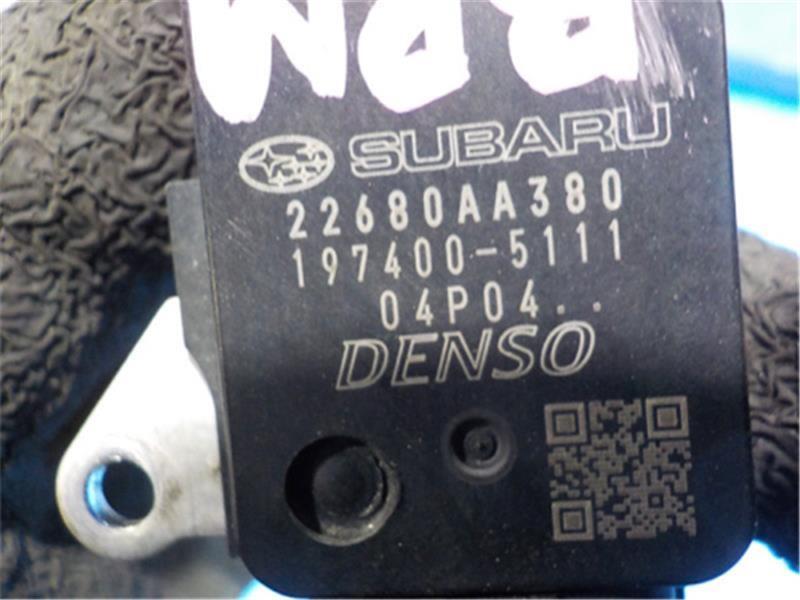 SUBARU
22680AA380
197400-5111
04P04..
DENSO